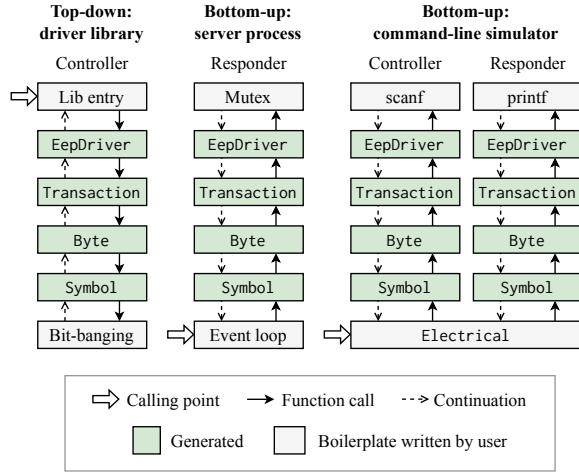 Top-down:
driver library
Controller
Lib entry
EepDriver
Transaction
Byte
Symbol
Bit-banging
Bottom-up:
server process
Responder
Mutex
EepDriver
Transaction
Byte
Symbol
Event loop
Bottom-up:
command-line simulator
Controller Responder
scanf printf
EepDriver EepDriver
Transaction Transaction
Byte Byte
Symbol Symbol
Electrical
Calling point Function call Continuation
Generated Boilerplate written by user